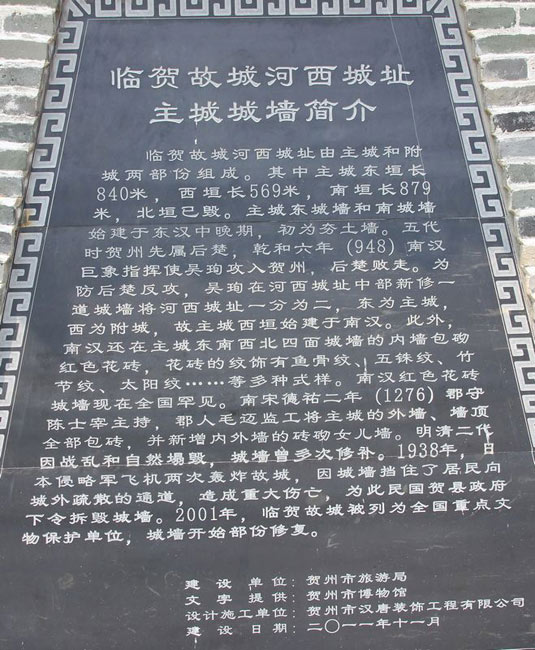 临贺故城河西城址
主城城墙简介
临贺故城河西城址由主城和附
城两部份组成。其中主城东垣长
840米，西垣长569米，南垣长879
米，北垣已毁。主城东城墙和南城墙
始建于东汉中晚期，初为夯土墙。五代
时贺州先属后楚，乾和六年（948）南汉
巨象指挥使吴珣攻入贺州，后楚败走。为
防后楚反攻，吴珣在河西城址中部新修一
道城墙将河西城址一分为二，东为主城，
西为附城，故主城西垣始建于南汉。此外，
南汉还在主城东南西北四面城墙的内墙包砌
红色花砖，花砖的纹饰有鱼骨纹、五铢纹、竹
节纹、太阳纹……等多种式样。南汉红色花砖
城墙现在全国罕见。南宋德祐二年（1276）郡守
陈士宰主持，郡人毛迈监工将主城的外墙、墙顶
全部包砖，并新增内外墙的砖砌女儿墙。明清二代
因战乱和自然塌毁，城墙曾多次修补。1938年，日
本侵略军飞机两次轰炸故城，因城墙挡住了居民向
城外疏散的通道，造成重大伤亡，为此民国贺县政府
下令拆毁城墙。2001年，临贺故城被列为全国重点文
物保护单位，城墙开始部份修复。
建设单位：贺州市旅游局
文字提供：贺州市博物馆
设计施工单位：贺州市汉唐装饰工程有限公司
建设日期：二〇一一年十一月